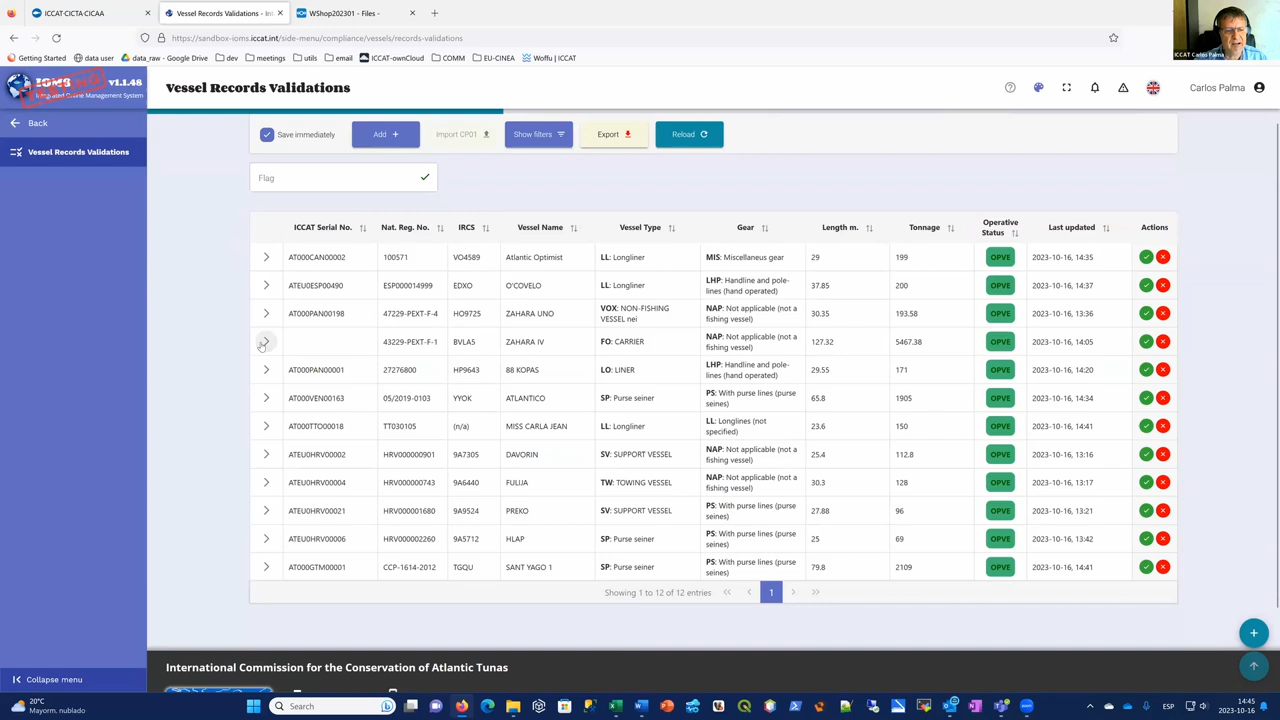 ICCAT·CICTA·CICAA
Vessel Records Validations - Int
WShop202301 - Files -
https://sandbox-ioms.iccat.int/side-menu/compliance/vessels/records-validations
Getting Started data user data_raw - Google Drive dev meetings utils email ICCAT-ownCloud COMM EU-CINEA Woffu | ICCAT
ICCAT Carlos Palma
IOMS v1.1.48
Integrated Online Management System
Vessel Records Validations
Carlos Palma
Back
Vessel Records Validations
Save immediately Add + Import CP01 Show filters Export Reload
Flag
ICCAT Serial No. Nat. Reg. No. IRCS Vessel Name Vessel Type Gear Length m. Tonnage Operative Status Last updated Actions
AT000CAN00002 100571 VO4589 Atlantic Optimist LL: Longliner MIS: Miscellaneus gear 29 199 OPVE 2023-10-16, 14:35
ATEU0ESP00490 ESP000014999 EDXO O'COVELO LL: Longliner LHP: Handline and pole-lines (hand operated) 37.85 200 OPVE 2023-10-16, 14:37
AT000PAN00198 47229-PEXT-F-4 HO9725 ZAHARA UNO VOX: NON-FISHING VESSEL nei NAP: Not applicable (not a fishing vessel) 30.35 193.58 OPVE 2023-10-16, 13:36
43229-PEXT-F-1 BVLA5 ZAHARA IV FO: CARRIER NAP: Not applicable (not a fishing vessel) 127.32 5467.38 OPVE 2023-10-16, 14:05
AT000PAN00001 27276800 HP9643 88 KOPAS LO: LINER LHP: Handline and pole-lines (hand operated) 29.55 171 OPVE 2023-10-16, 14:20
AT000VEN00163 05/2019-0103 YYOK ATLANTICO SP: Purse seiner PS: With purse lines (purse seines) 65.8 1905 OPVE 2023-10-16, 14:34
AT000TTO00018 TT030105 (n/a) MISS CARLA JEAN LL: Longliner LL: Longlines (not specified) 23.6 150 OPVE 2023-10-16, 14:41
ATEU0HRV00002 HRV000000901 9A7305 DAVORIN SV: SUPPORT VESSEL NAP: Not applicable (not a fishing vessel) 25.4 112.8 OPVE 2023-10-16, 13:16
ATEU0HRV00004 HRV000000743 9A6440 FULIJA TW: TOWING VESSEL NAP: Not applicable (not a fishing vessel) 30.3 128 OPVE 2023-10-16, 13:17
ATEU0HRV00021 HRV000001680 9A9524 PREKO SV: SUPPORT VESSEL PS: With purse lines (purse seines) 27.88 96 OPVE 2023-10-16, 13:21
ATEU0HRV00006 HRV000002260 9A5712 HLAP SP: Purse seiner PS: With purse lines (purse seines) 25 69 OPVE 2023-10-16, 13:42
AT000GTM00001 CCP-1614-2012 TGQU SANT YAGO 1 SP: Purse seiner PS: With purse lines (purse seines) 79.8 2109 OPVE 2023-10-16, 14:41
Showing 1 to 12 of 12 entries 1
International Commission for the Conservation of Atlantic Tunas
Collapse menu
20°C
Mayorm. nublado
Search
ESP
14:45
2023-10-16